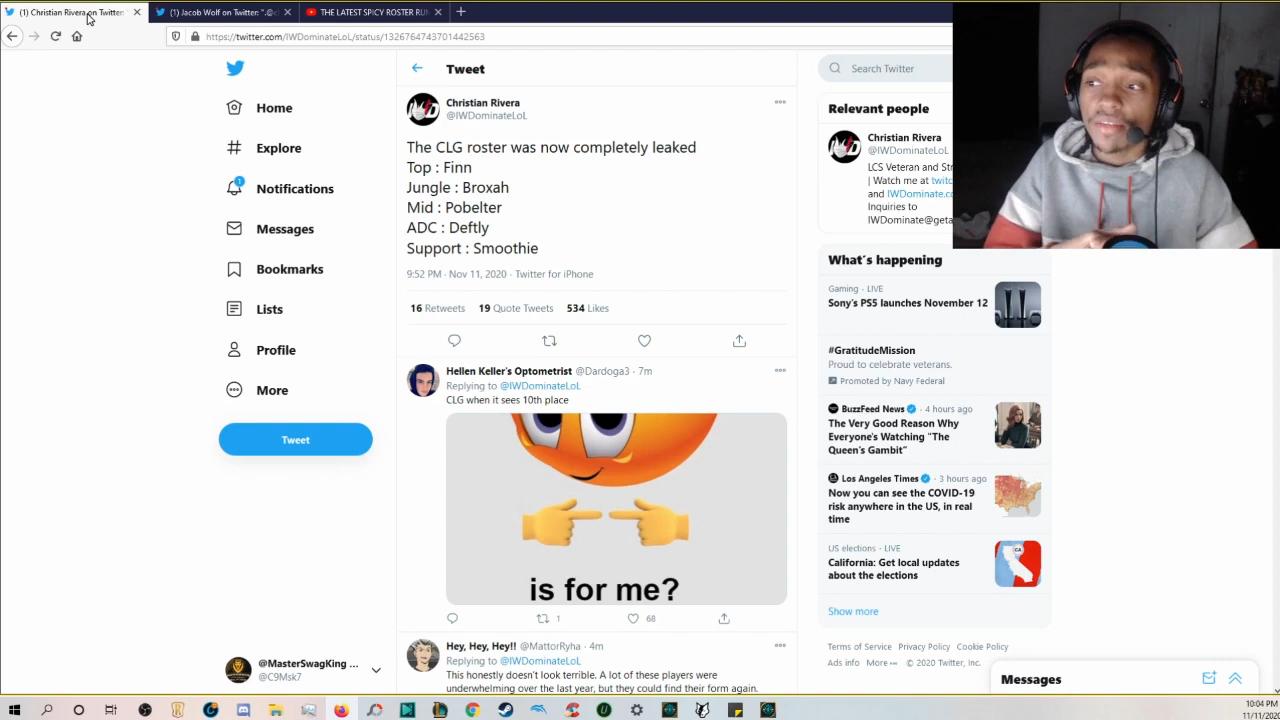 (1) Christian Rivera on Twitter:
(1) Jacob Wolf on Twitter: ".@c
THE LATEST SPICY ROSTER RUM
https://twitter.com/IWDominateLoL/status/1326764743701442563
Home
Explore
1
Notifications
Messages
Bookmarks
Lists
Profile
More
Tweet
@MasterSwagKing ...
@C9Msk7
Tweet
Christian Rivera
@IWDominateLoL
The CLG roster was now completely leaked
Top : Finn
Jungle : Broxah
Mid : Pobelter
ADC : Deftly
Support : Smoothie
9:52 PM · Nov 11, 2020 · Twitter for iPhone
16 Retweets 19 Quote Tweets 534 Likes
Hellen Keller's Optometrist @Dardoga3 · 7m
Replying to @IWDominateLoL
CLG when it sees 10th place
is for me?
1 68
Hey, Hey, Hey!! @MattorRyha · 4m
Replying to @IWDominateLoL
This honestly doesn't look terrible. A lot of these players were
underwhelming over the last year, but they could find their form again.
Search Twitter
Relevant people
Christian Rivera
@IWDominateLoL
LCS Veteran and Str
| Watch me at twitc
and IWDominate.co
Inquiries to
IWDominate@geta
What's happening
Gaming · LIVE
Sony's PS5 launches November 12
#GratitudeMission
Proud to celebrate veterans.
Promoted by Navy Federal
BuzzFeed News · 4 hours ago
The Very Good Reason Why
Everyone's Watching "The
Queen's Gambit"
Los Angeles Times · 3 hours ago
Now you can see the COVID-19
risk anywhere in the US, in real
time
US elections · LIVE
California: Get local updates
about the elections
Show more
Terms of Service Privacy Policy Cookie Policy
Ads info More ··· © 2020 Twitter, Inc.
Messages
10:04 PM
11/11/2020